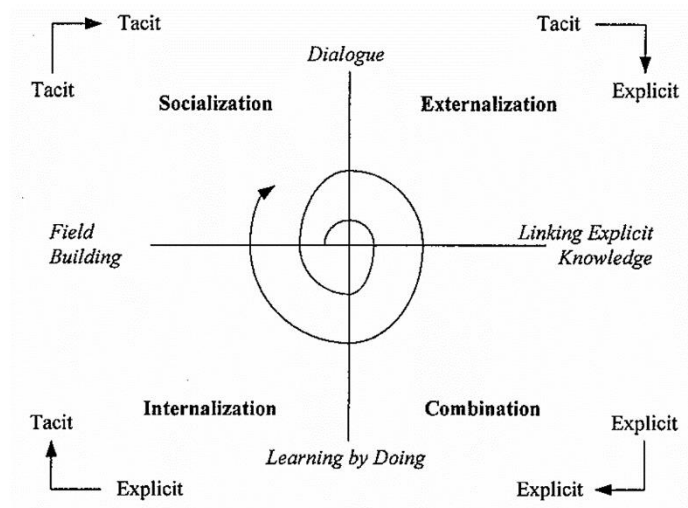 Tacit
Tacit
Dialogue
Tacit
Explicit
Socialization
Externalization
Field
Building
Linking Explicit
Knowledge
Internalization
Combination
Tacit
Explicit
Learning by Doing
Explicit
Explicit